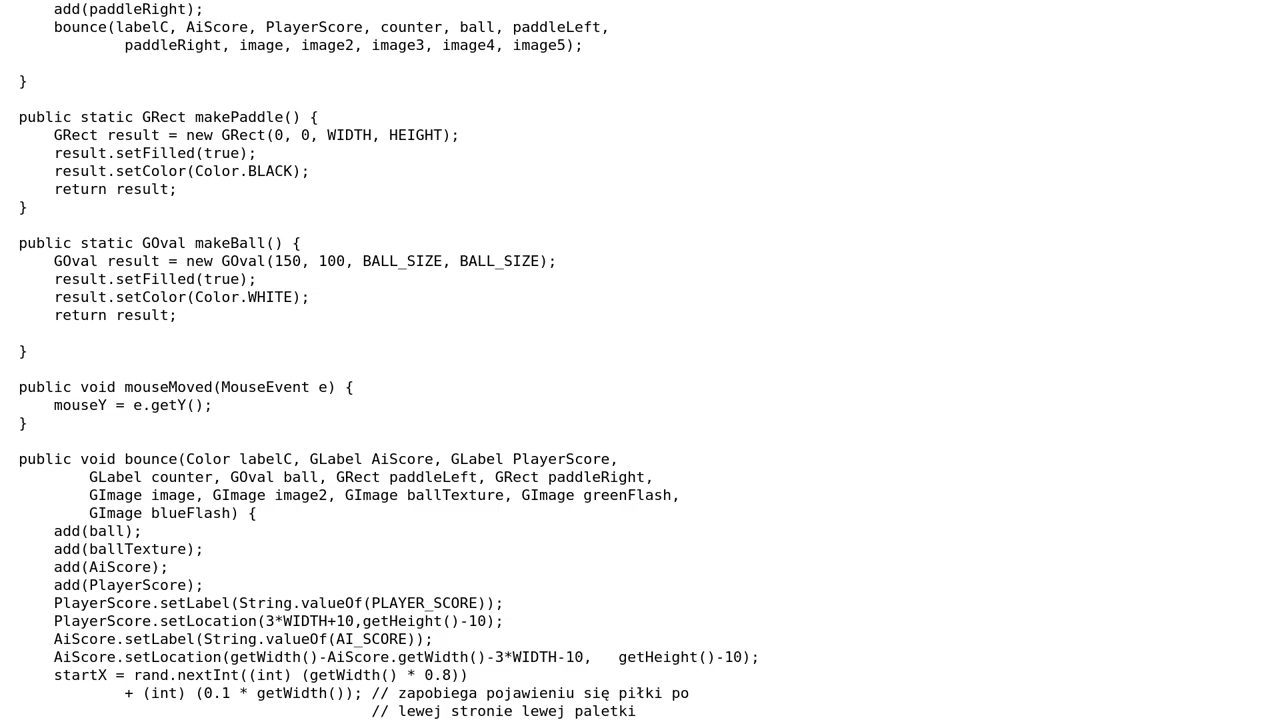 add(paddleRight);
bounce(labelC, AiScore, PlayerScore, counter, ball, paddleLeft,
paddleRight, image, image2, image3, image4, image5);
}
public static GRect makePaddle() {
GRect result = new GRect(0, 0, WIDTH, HEIGHT);
result.setFilled(true);
result.setColor(Color.BLACK);
return result;
}
public static GOval makeBall() {
GOval result = new GOval(150, 100, BALL_SIZE, BALL_SIZE);
result.setFilled(true);
result.setColor(Color.WHITE);
return result;
}
public void mouseMoved(MouseEvent e) {
mouseY = e.getY();
}
public void bounce(Color labelC, GLabel AiScore, GLabel PlayerScore,
GLabel counter, GOval ball, GRect paddleLeft, GRect paddleRight,
GImage image, GImage image2, GImage ballTexture, GImage greenFlash,
GImage blueFlash) {
add(ball);
add(ballTexture);
add(AiScore);
add(PlayerScore);
PlayerScore.setLabel(String.valueOf(PLAYER_SCORE));
PlayerScore.setLocation(3*WIDTH+10,getHeight()-10);
AiScore.setLabel(String.valueOf(AI_SCORE));
AiScore.setLocation(getWidth()-AiScore.getWidth()-3*WIDTH-10,   getHeight()-10);
startX = rand.nextInt((int) (getWidth() * 0.8))
+ (int) (0.1 * getWidth()); // zapobiega pojawieniu się piłki po
// lewej stronie lewej paletki